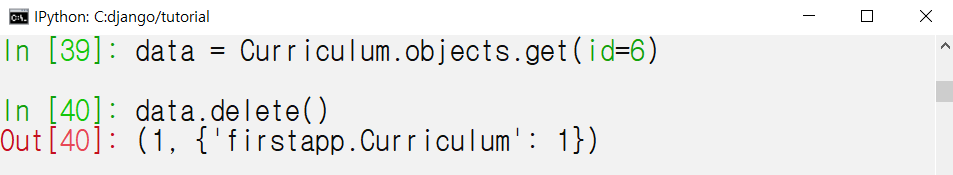 IPython: C:django/tutorial
In [39]: data = Curriculum.objects.get(id=6)
In [40]: data.delete()
Out[40]: (1, {'firstapp.Curriculum': 1})